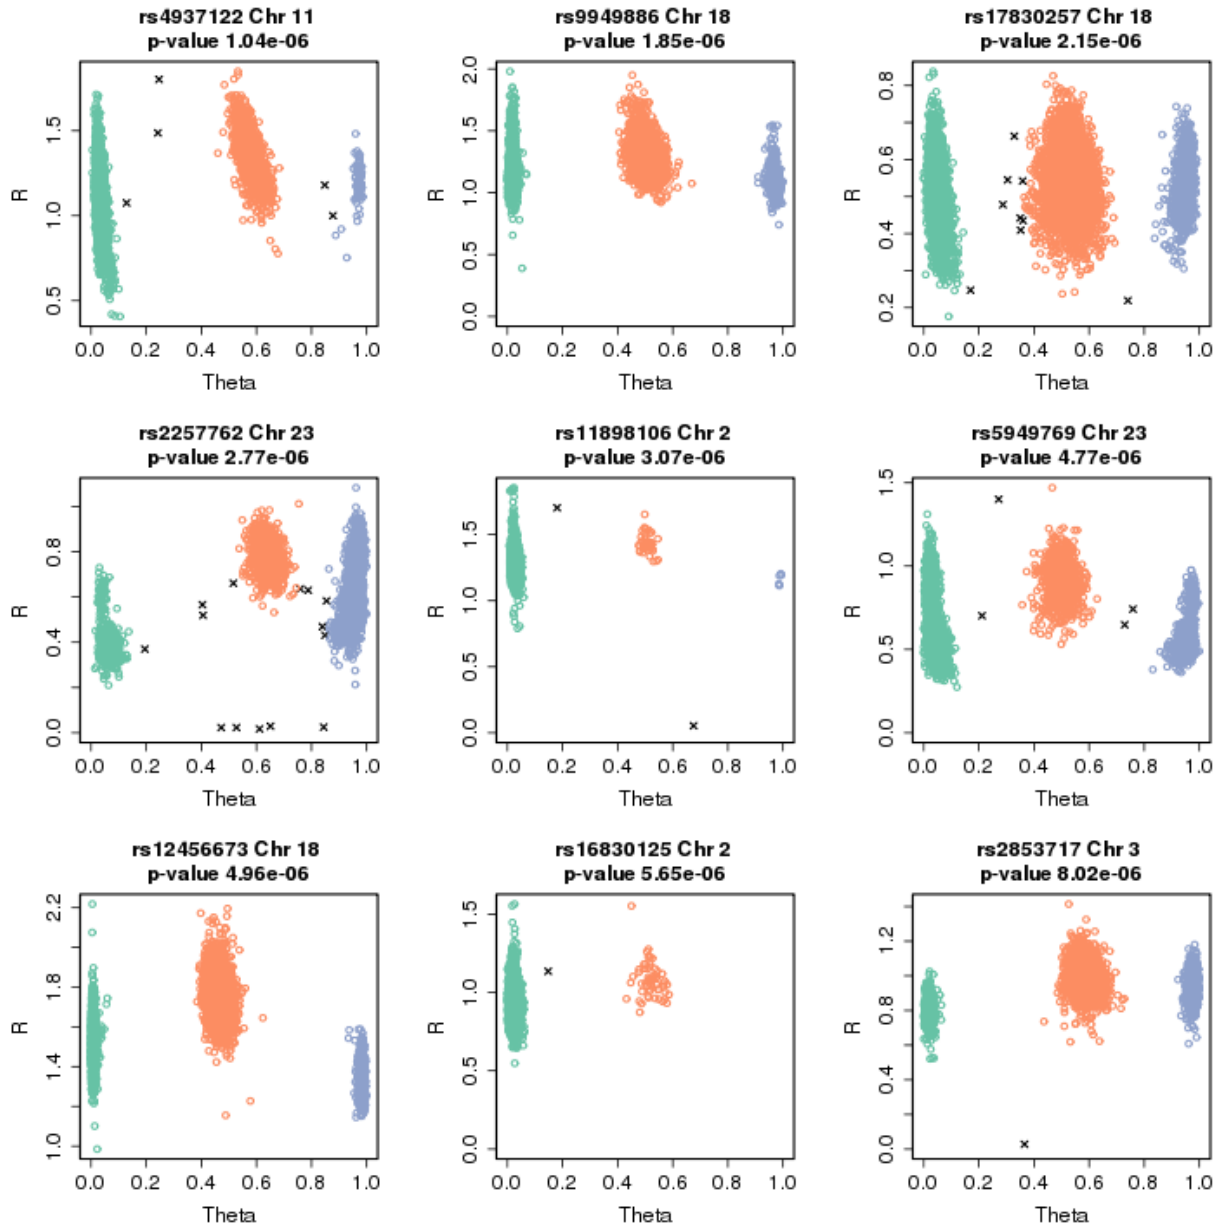 rs4937122 Chr 11
p-value 1.04e-06
R
0.5 1.0 1.5
0.0 0.2 0.4 0.6 0.8 1.0
Theta
rs9949886 Chr 18
p-value 1.85e-06
R
0.0 0.5 1.0 1.5 2.0
0.0 0.2 0.4 0.6 0.8 1.0
Theta
rs17830257 Chr 18
p-value 2.15e-06
R
0.2 0.4 0.6 0.8
0.0 0.2 0.4 0.6 0.8 1.0
Theta
rs2257762 Chr 23
p-value 2.77e-06
R
0.0 0.4 0.8
0.0 0.2 0.4 0.6 0.8 1.0
Theta
rs11898106 Chr 2
p-value 3.07e-06
R
0.0 0.5 1.0 1.5
0.0 0.2 0.4 0.6 0.8 1.0
Theta
rs5949769 Chr 23
p-value 4.77e-06
R
0.0 0.5 1.0 1.5
0.0 0.2 0.4 0.6 0.8 1.0
Theta
rs12456673 Chr 18
p-value 4.96e-06
R
1.0 1.4 1.8 2.2
0.0 0.2 0.4 0.6 0.8 1.0
Theta
rs16830125 Chr 2
p-value 5.65e-06
R
0.0 0.5 1.0 1.5
0.0 0.2 0.4 0.6 0.8 1.0
Theta
rs2853717 Chr 3
p-value 8.02e-06
R
0.0 0.4 0.8 1.2
0.0 0.2 0.4 0.6 0.8 1.0
Theta